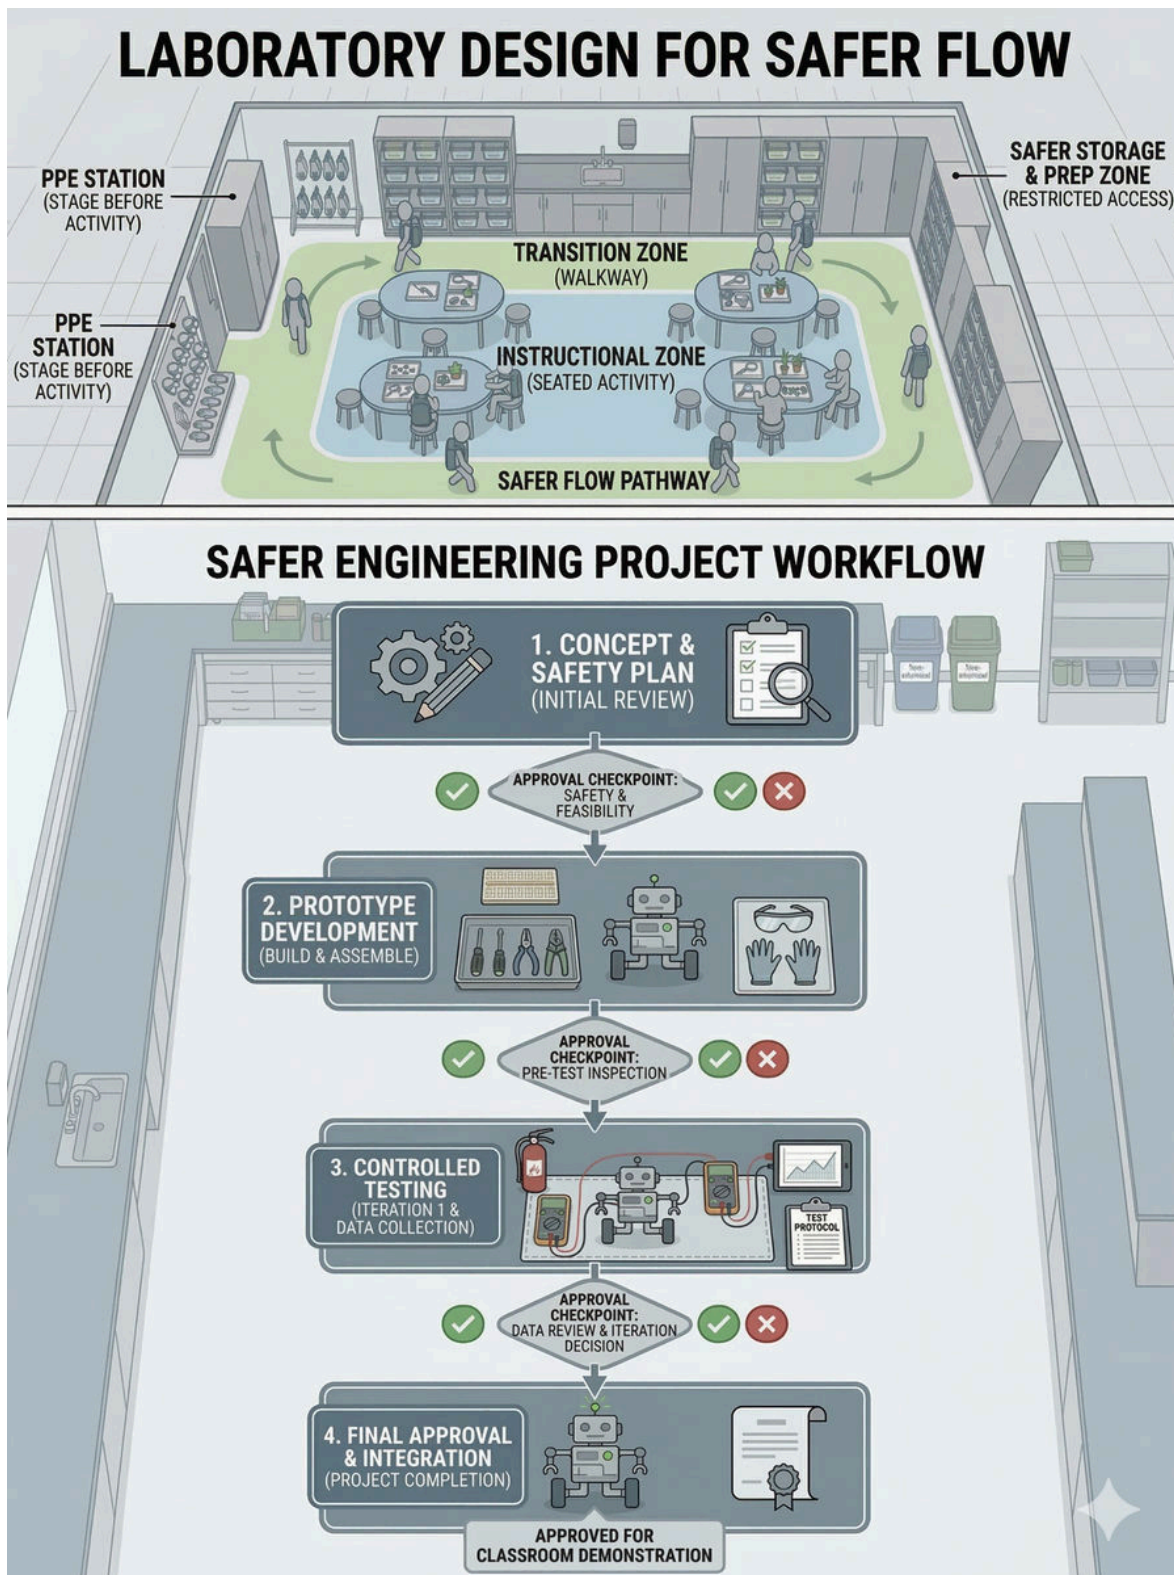 LABORATORY DESIGN FOR SAFER FLOW
PPE STATION
(STAGE BEFORE
ACTIVITY)
SAFER STORAGE
& PREP ZONE
(RESTRICTED ACCESS)
TRANSITION ZONE
(WALKWAY)
PPE
STATION
(STAGE BEFORE
ACTIVITY)
INSTRUCTIONAL ZONE
(SEATED ACTIVITY)
SAFER FLOW PATHWAY
SAFER ENGINEERING PROJECT WORKFLOW
1. CONCEPT &
SAFETY PLAN
(INITIAL REVIEW)
APPROVAL CHECKPOINT:
SAFETY &
FEASIBILITY
2. PROTOTYPE
DEVELOPMENT
(BUILD & ASSEMBLE)
APPROVAL
CHECKPOINT:
PRE-TEST INSPECTION
3. CONTROLLED
TESTING
(ITERATION 1 &
DATA COLLECTION)
TEST
PROTOCOL
APPROVAL
CHECKPOINT:
DATA REVIEW & ITERATION
DECISION
4. FINAL APPROVAL
& INTEGRATION
(PROJECT COMPLETION)
APPROVED FOR
CLASSROOM DEMONSTRATION